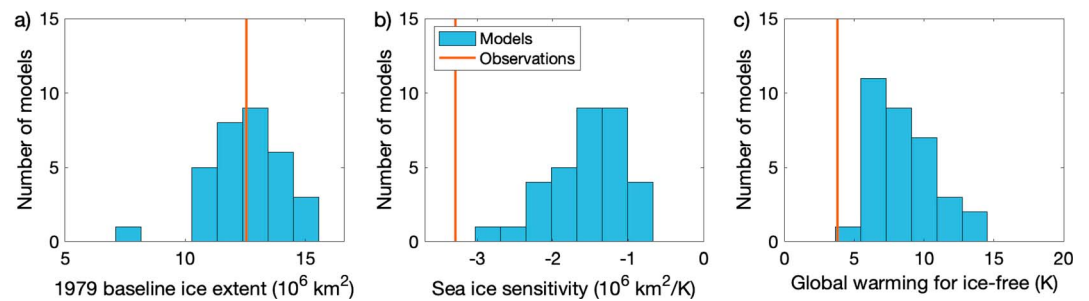 a)
15
10
5
0
Number of models
5 10 15
1979 baseline ice extent (10⁶ km²)
b)
15
10
5
0
Number of models
Models
Observations
-3 -2 -1 0
Sea ice sensitivity (10⁶ km²/K)
c)
15
10
5
0
Number of models
0 5 10 15 20
Global warming for ice-free (K)